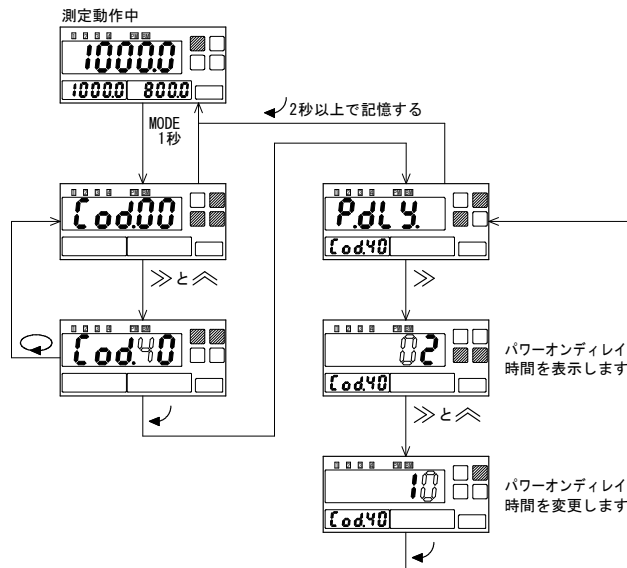 測定動作中
1000.0
1000.0 800.0
MODE
1秒
2秒以上で記憶する
Cod.00
≫と︽
Cod.40
P.dLY.
Cod.40
≫
02
Cod.40
パワーオンディレイ
時間を表示します
≫と︽
10
Cod.40
パワーオンディレイ
時間を変更します